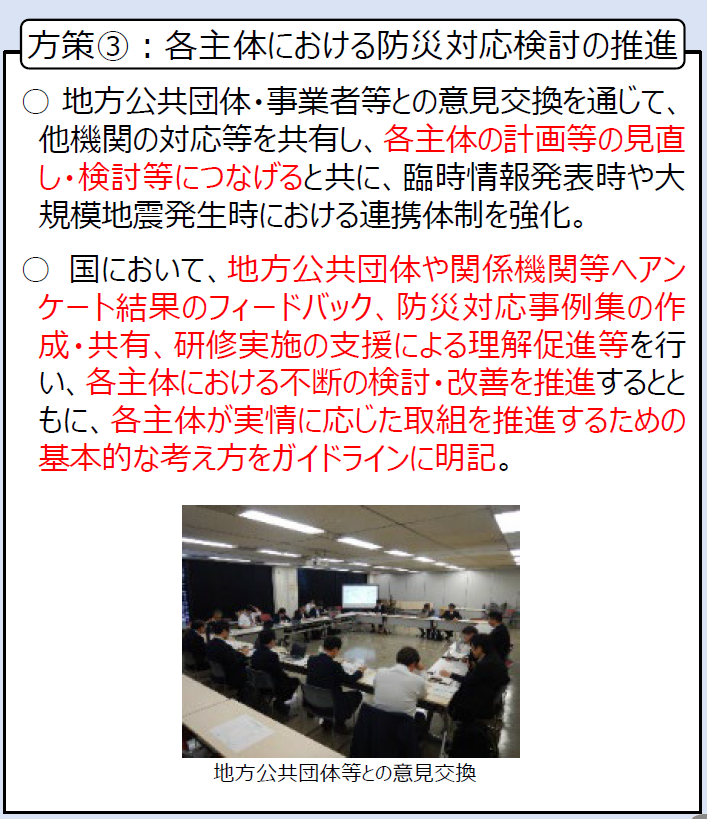 方策③：各主体における防災対応検討の推進
○ 地方公共団体・事業者等との意見交換を通じて、
他機関の対応等を共有し、各主体の計画等の見直
し・検討等につなげると共に、臨時情報発表時や大
規模地震発生時における連携体制を強化。
○ 国において、地方公共団体や関係機関等へアン
ケート結果のフィードバック、防災対応事例集の作
成・共有、研修実施の支援による理解促進等を行
い、各主体における不断の検討・改善を推進するとと
もに、各主体が実情に応じた取組を推進するための
基本的な考え方をガイドラインに明記。
地方公共団体等との意見交換